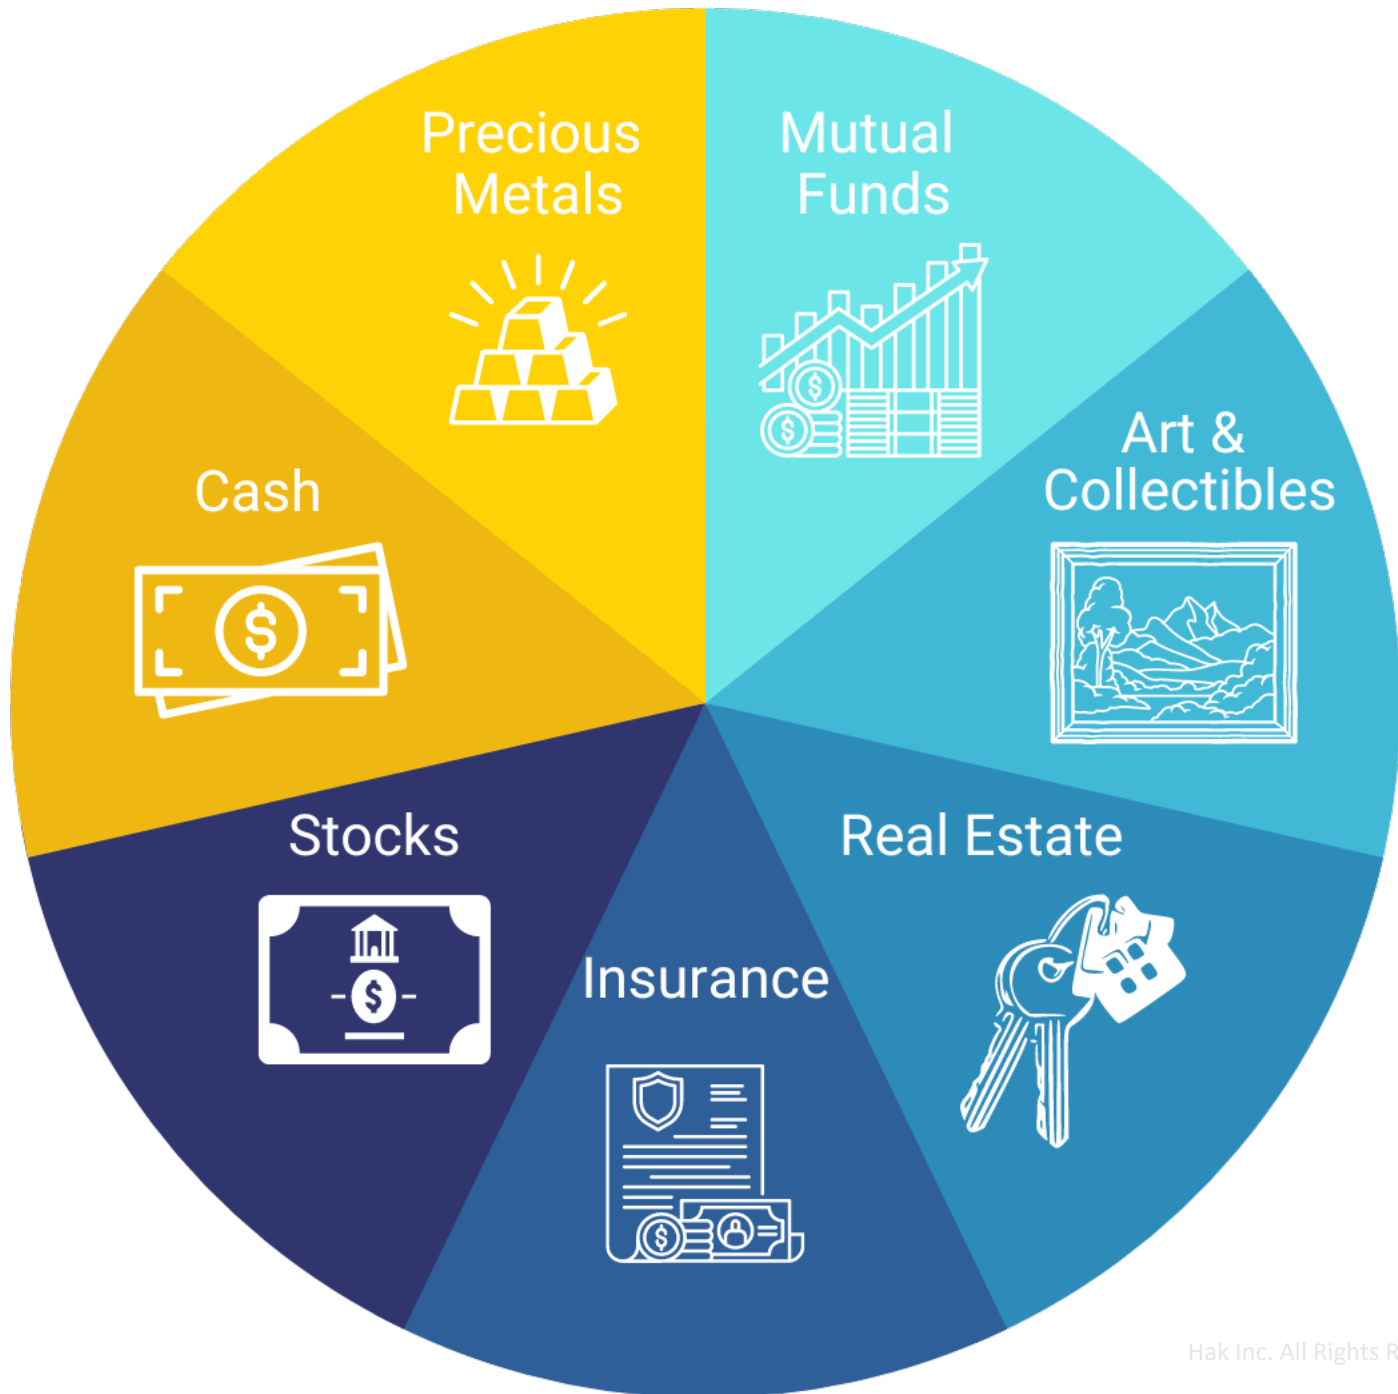 Precious
Metals
Mutual
Funds
Art &
Collectibles
Cash
$
Stocks
$
Real Estate
Insurance
$
$
$
Hak Inc. All Rights R